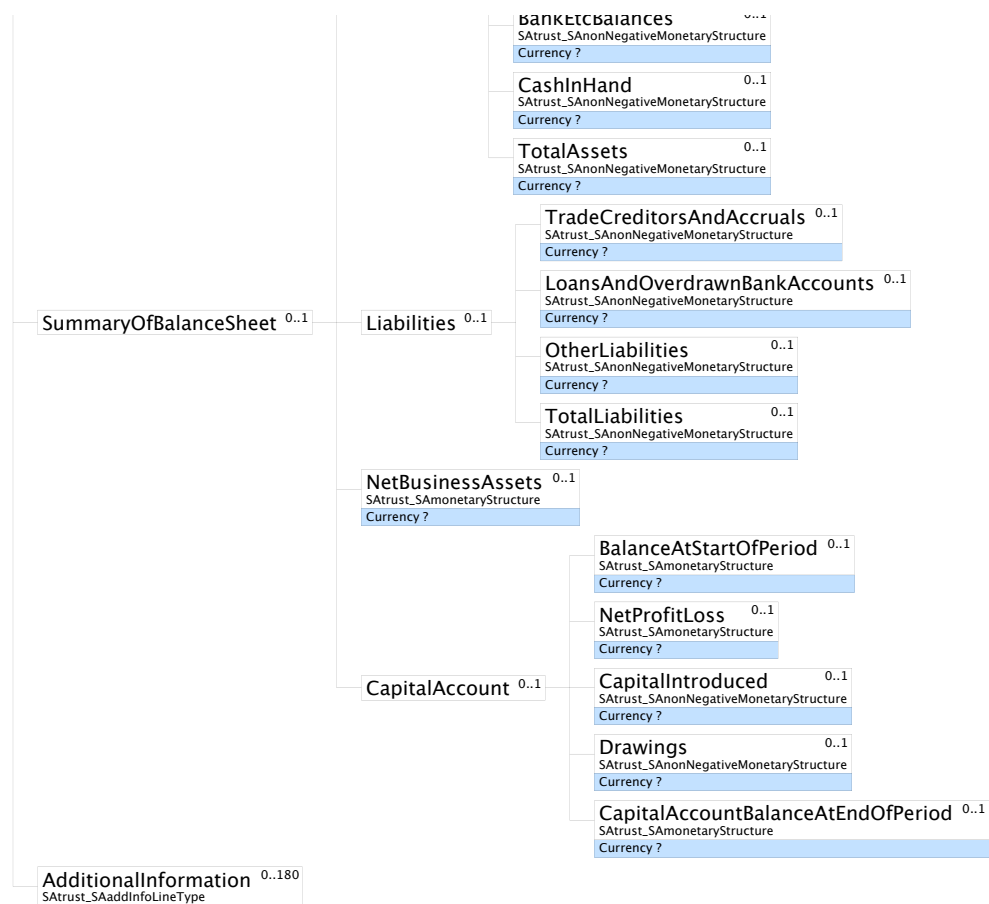 BankEtcBalances 0..1
SAtrust_SAnonNegativeMonetaryStructure
Currency ?
CashInHand 0..1
SAtrust_SAnonNegativeMonetaryStructure
Currency ?
TotalAssets 0..1
SAtrust_SAnonNegativeMonetaryStructure
Currency ?
TradeCreditorsAndAccruals 0..1
SAtrust_SAnonNegativeMonetaryStructure
Currency ?
LoansAndOverdrawnBankAccounts 0..1
SAtrust_SAnonNegativeMonetaryStructure
Currency ?
SummaryOfBalanceSheet 0..1
Liabilities 0..1
OtherLiabilities 0..1
SAtrust_SAnonNegativeMonetaryStructure
Currency ?
TotalLiabilities 0..1
SAtrust_SAnonNegativeMonetaryStructure
Currency ?
NetBusinessAssets 0..1
SAtrust_SAmonetaryStructure
Currency ?
BalanceAtStartOfPeriod 0..1
SAtrust_SAmonetaryStructure
Currency ?
NetProfitLoss 0..1
SAtrust_SAmonetaryStructure
Currency ?
CapitalAccount 0..1
CapitalIntroduced 0..1
SAtrust_SAnonNegativeMonetaryStructure
Currency ?
Drawings 0..1
SAtrust_SAnonNegativeMonetaryStructure
Currency ?
CapitalAccountBalanceAtEndOfPeriod 0..1
SAtrust_SAmonetaryStructure
Currency ?
AdditionalInformation 0..180
SAtrust_SAaddInfoLineType